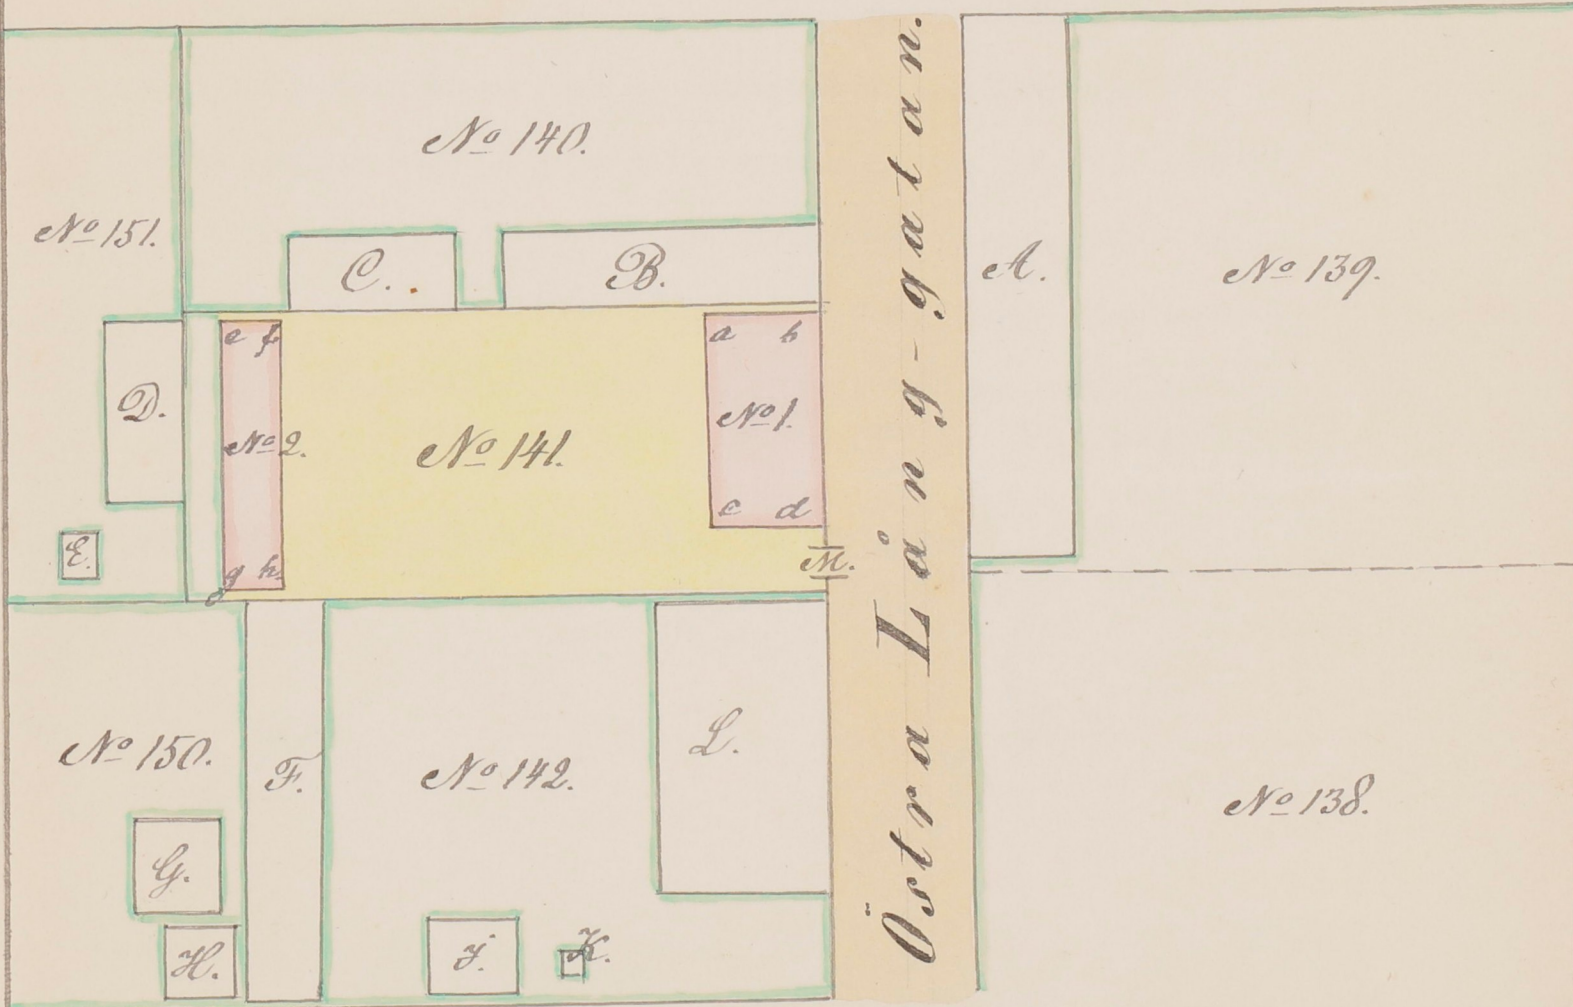 No 140.
No 151.
C.
B.
A.
No 139.
e f
a b
D.
No 1.
No 2.
No 141.
c d
E.
g h.
M.
Östra Lång-gatan.
No 150.
F.
No 142.
L.
No 138.
G.
H.
J.
K.